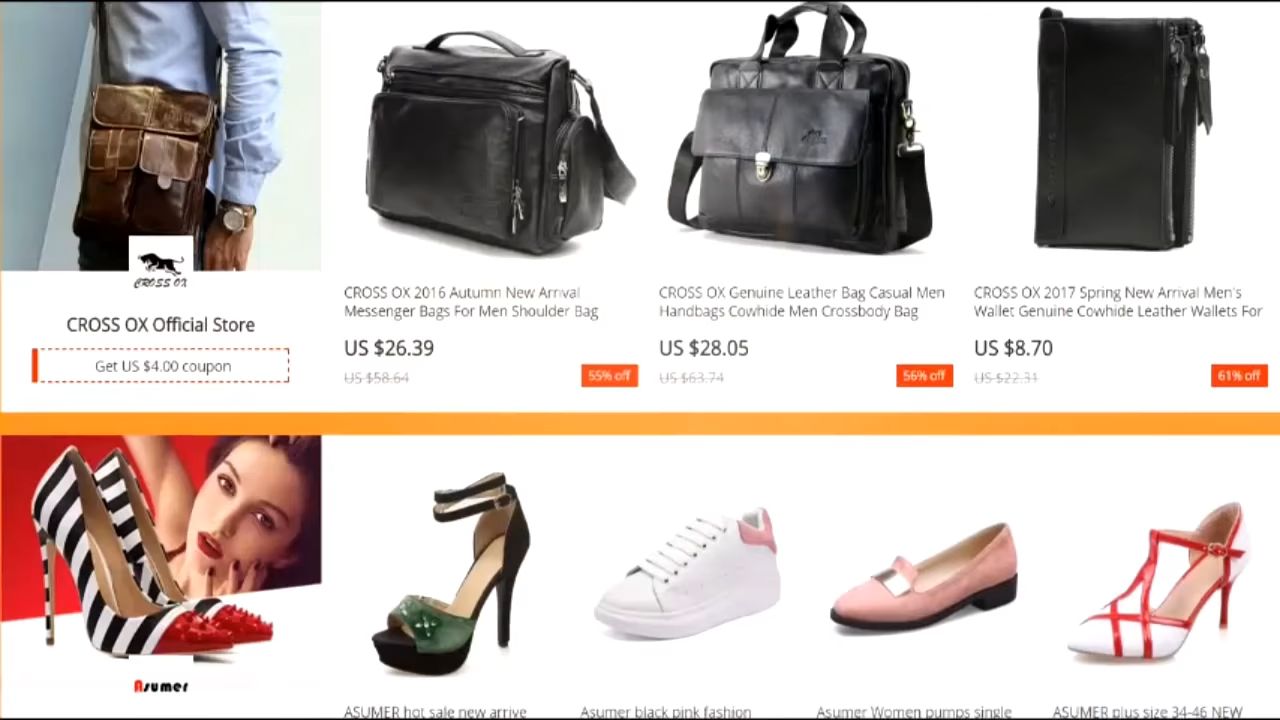 CROSS OX
CROSS OX Official Store
Get US $4.00 coupon
CROSS OX 2016 Autumn New Arrival
Messenger Bags For Men Shoulder Bag
US $26.39
US $58.64
55% off
CROSS OX Genuine Leather Bag Casual Men
Handbags Cowhide Men Crossbody Bag
US $28.05
US $63.74
56% off
CROSS OX 2017 Spring New Arrival Men's
Wallet Genuine Cowhide Leather Wallets For
US $8.70
US $22.31
61% off
Asumer
ASUMER hot sale new arrive
Asumer black pink fashion
Asumer Women pumps single
ASUMER plus size 34-46 NEW